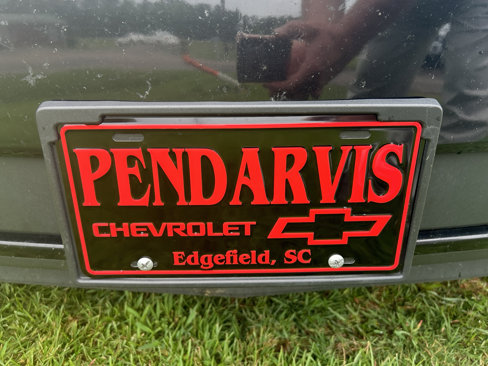 PENDARVIS
CHEVROLET
Edgefield, SC